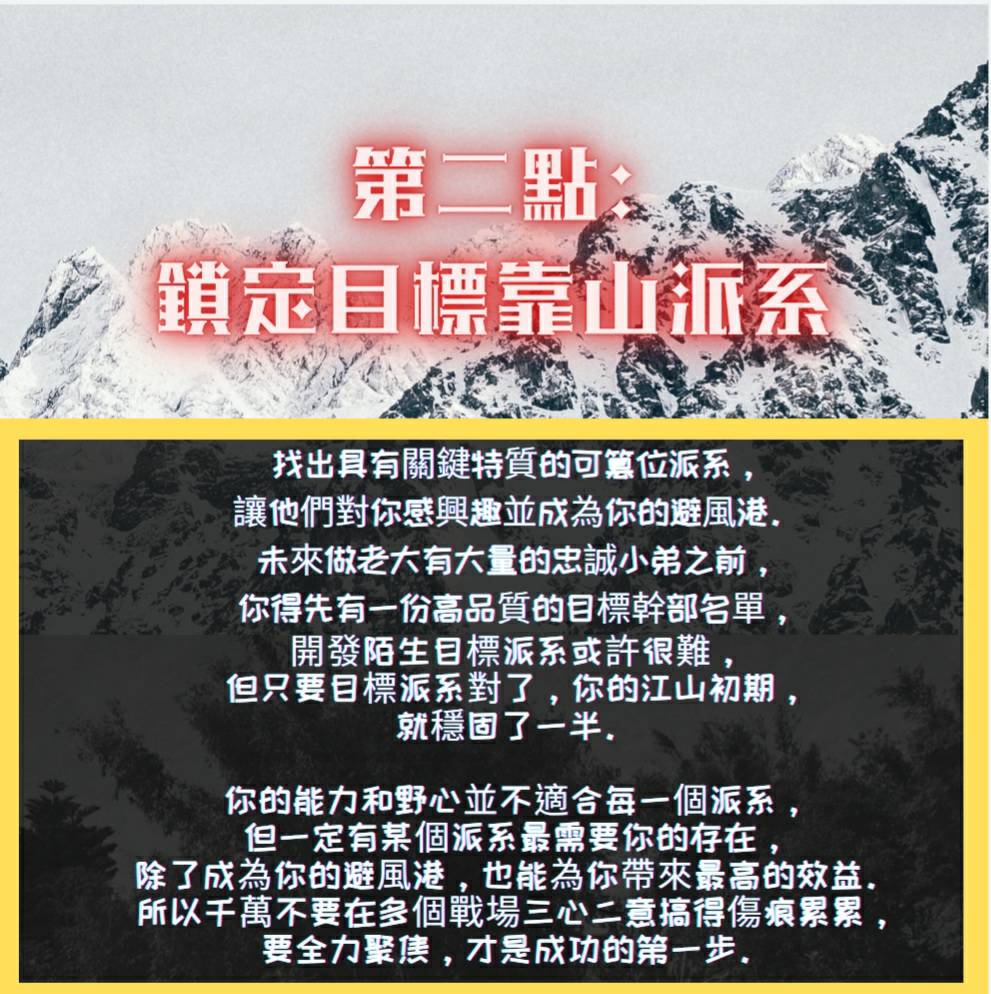 第二點:
鎖定目標靠山派系
找出具有關鍵特質的可篡位派系，
讓他們對你感興趣並成為你的避風港.
未來做老大有大量的忠誠小弟之前，
你得先有一份高品質的目標幹部名單，
開發陌生目標派系或許很難，
但只要目標派系對了，你的江山初期，
就穩固了一半.
你的能力和野心並不適合每一個派系，
但一定有某個派系最需要你的存在，
除了成為你的避風港，也能為你帶來最高的效益.
所以千萬不要在多個戰場三心二意搞得傷痕累累，
要全力聚焦，才是成功的第一步.